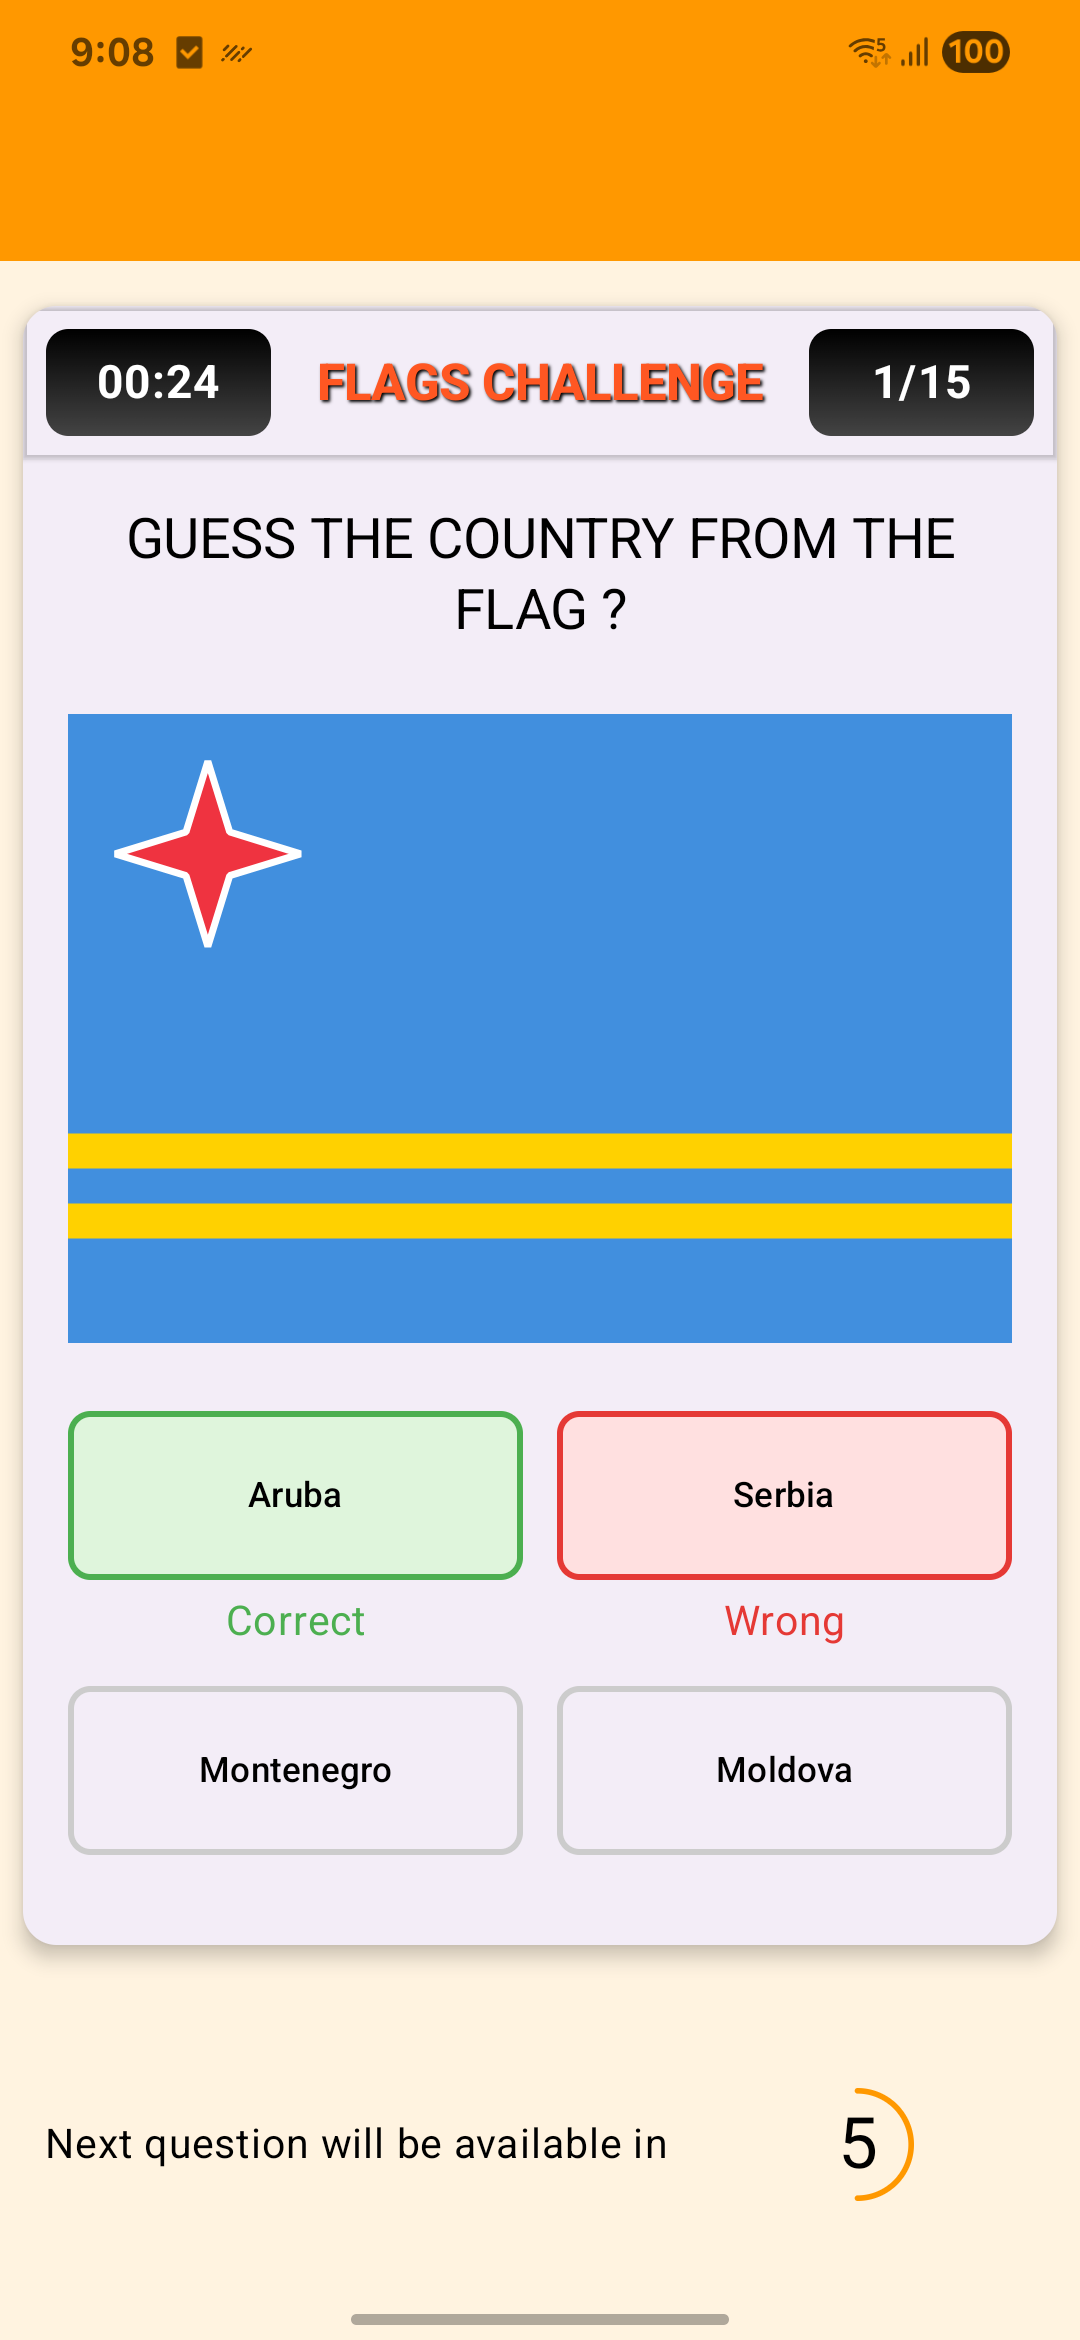 9:08
5
100
00:24
FLAGS CHALLENGE
1/15
GUESS THE COUNTRY FROM THE
FLAG ?
Aruba
Serbia
Correct
Wrong
Montenegro
Moldova
Next question will be available in
5